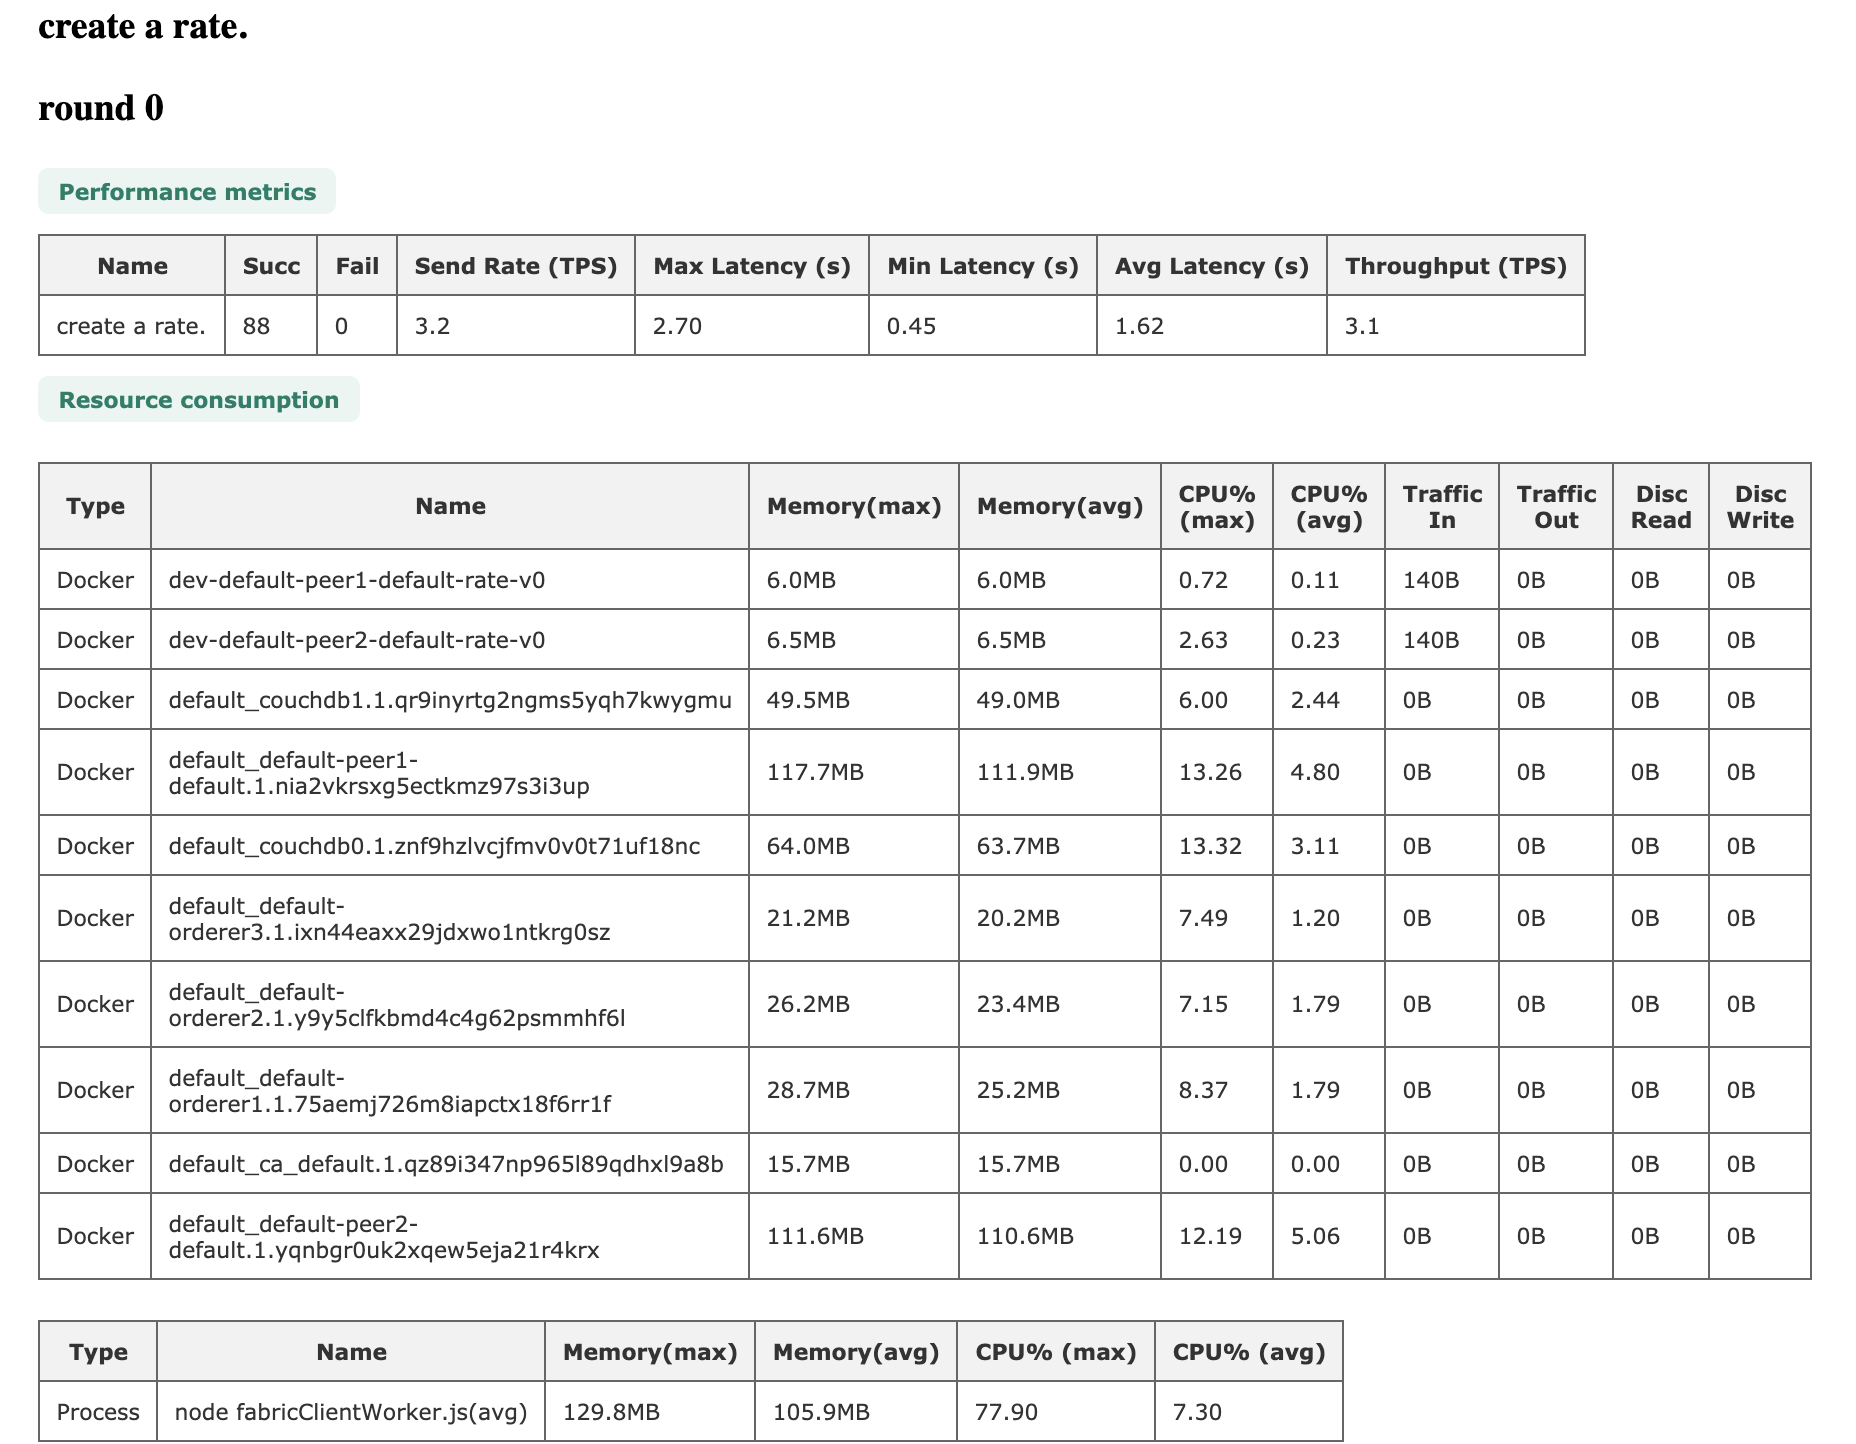 create a rate.
round 0
Performance metrics
Name Succ Fail Send Rate (TPS) Max Latency (s) Min Latency (s) Avg Latency (s) Throughput (TPS)
create a rate. 88 0 3.2 2.70 0.45 1.62 3.1
Resource consumption
Type Name Memory(max) Memory(avg) CPU% (max) CPU% (avg) Traffic In Traffic Out Disc Read Disc Write
Docker dev-default-peer1-default-rate-v0 6.0MB 6.0MB 0.72 0.11 140B 0B 0B 0B
Docker dev-default-peer2-default-rate-v0 6.5MB 6.5MB 2.63 0.23 140B 0B 0B 0B
Docker default_couchdb1.1.qr9inyrtg2ngms5yqh7kwygmu 49.5MB 49.0MB 6.00 2.44 0B 0B 0B 0B
Docker default_default-peer1-default.1.nia2vkrsxg5ectkmz97s3i3up 117.7MB 111.9MB 13.26 4.80 0B 0B 0B 0B
Docker default_couchdb0.1.znf9hzlvcjfmv0v0t71uf18nc 64.0MB 63.7MB 13.32 3.11 0B 0B 0B 0B
Docker default_default-orderer3.1.ixn44eaxx29jdxwo1ntkrg0sz 21.2MB 20.2MB 7.49 1.20 0B 0B 0B 0B
Docker default_default-orderer2.1.y9y5clfkbmd4c4g62psmmhf6l 26.2MB 23.4MB 7.15 1.79 0B 0B 0B 0B
Docker default_default-orderer1.1.75aemj726m8iapctx18f6rr1f 28.7MB 25.2MB 8.37 1.79 0B 0B 0B 0B
Docker default_ca_default.1.qz89i347np965l89qdhxl9a8b 15.7MB 15.7MB 0.00 0.00 0B 0B 0B 0B
Docker default_default-peer2-default.1.yqnbgr0uk2xqew5eja21r4krx 111.6MB 110.6MB 12.19 5.06 0B 0B 0B 0B
Type Name Memory(max) Memory(avg) CPU% (max) CPU% (avg)
Process node fabricClientWorker.js(avg) 129.8MB 105.9MB 77.90 7.30